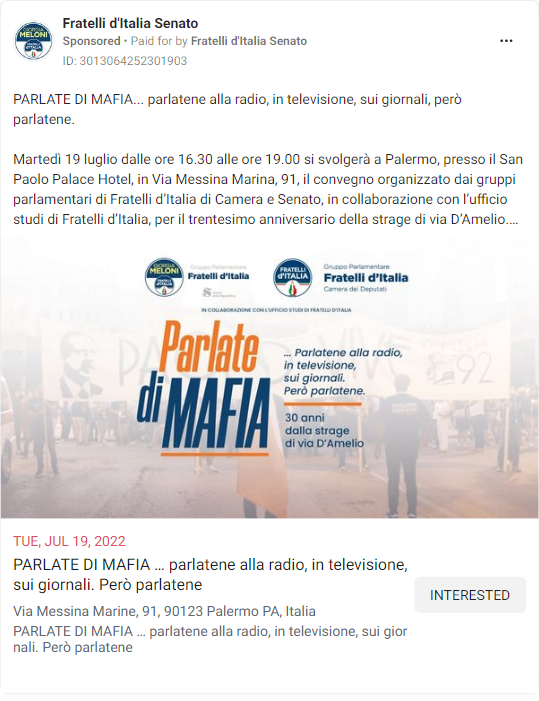 Fratelli d'Italia Senato
Sponsored • Paid for by Fratelli d'Italia Senato
ID: 3013064252301903
PARLATE DI MAFIA... parlatene alla radio, in televisione, sui giornali, però
parlatene.
Martedì 19 luglio dalle ore 16.30 alle ore 19.00 si svolgerà a Palermo, presso il San
Paolo Palace Hotel, in Via Messina Marina, 91, il convegno organizzato dai gruppi
parlamentari di Fratelli d’Italia di Camera e Senato, in collaborazione con l’ufficio
studi di Fratelli d’Italia, per il trentesimo anniversario della strage di via D’Amelio....
GIORGIA
MELONI
Gruppo Parlamentare
Fratelli d'Italia
FRATELLI
D'ITALIA
Gruppo Parlamentare
Fratelli d'Italia
Camera dei Deputati
IN COLLABORAZIONE CON L'UFFICIO STUDI DI FRATELLI D'ITALIA
Parlate
di
MAFIA
... Parlatene alla radio,
in televisione,
sui giornali.
Però parlatene.
30 anni
dalla strage
di via D'Amelio
TUE, JUL 19, 2022
PARLATE DI MAFIA ... parlatene alla radio, in televisione,
sui giornali. Però parlatene
Via Messina Marine, 91, 90123 Palermo PA, Italia
PARLATE DI MAFIA ... parlatene alla radio, in televisione, sui gior
nali. Però parlatene
INTERESTED